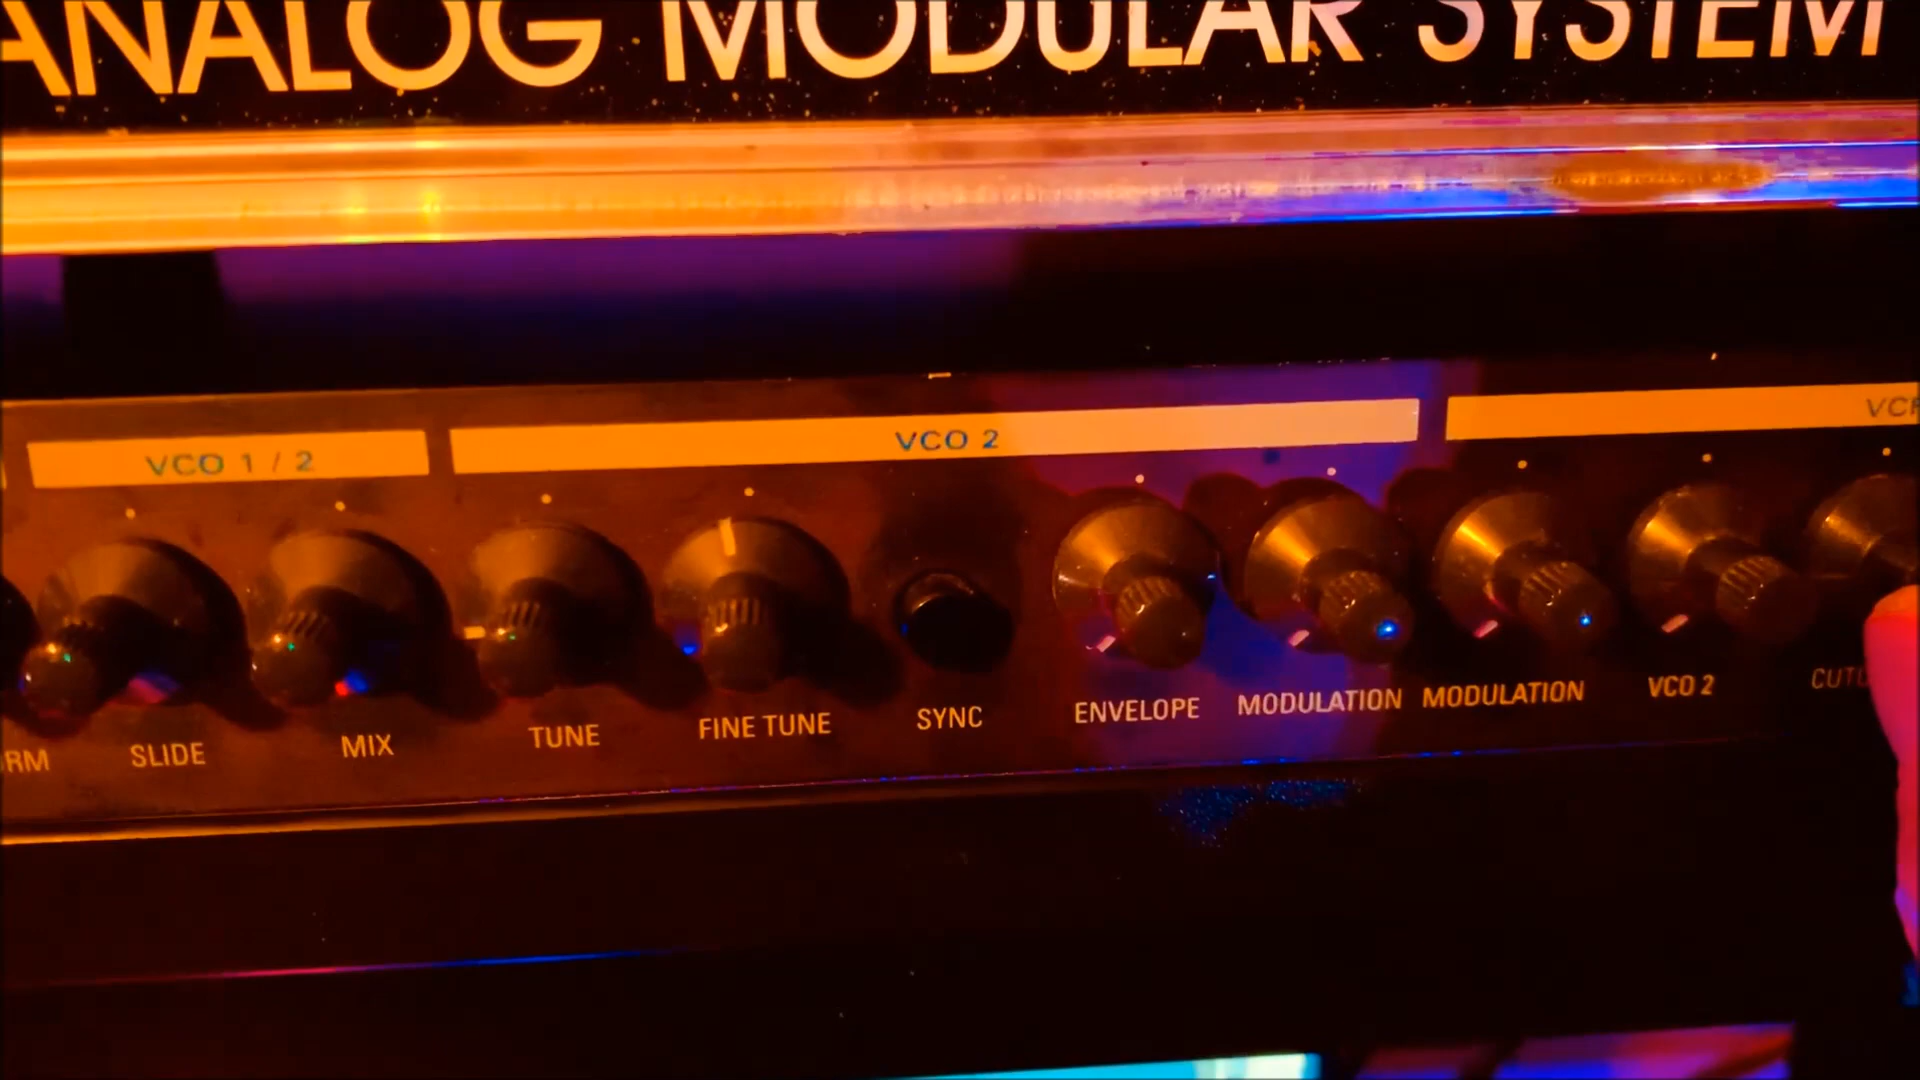 ANALOG MODULAR SYSTEM
VCO 1 / 2
VCO 2
SLIDE
MIX
TUNE
FINE TUNE
SYNC
ENVELOPE
MODULATION
MODULATION
VCO 2